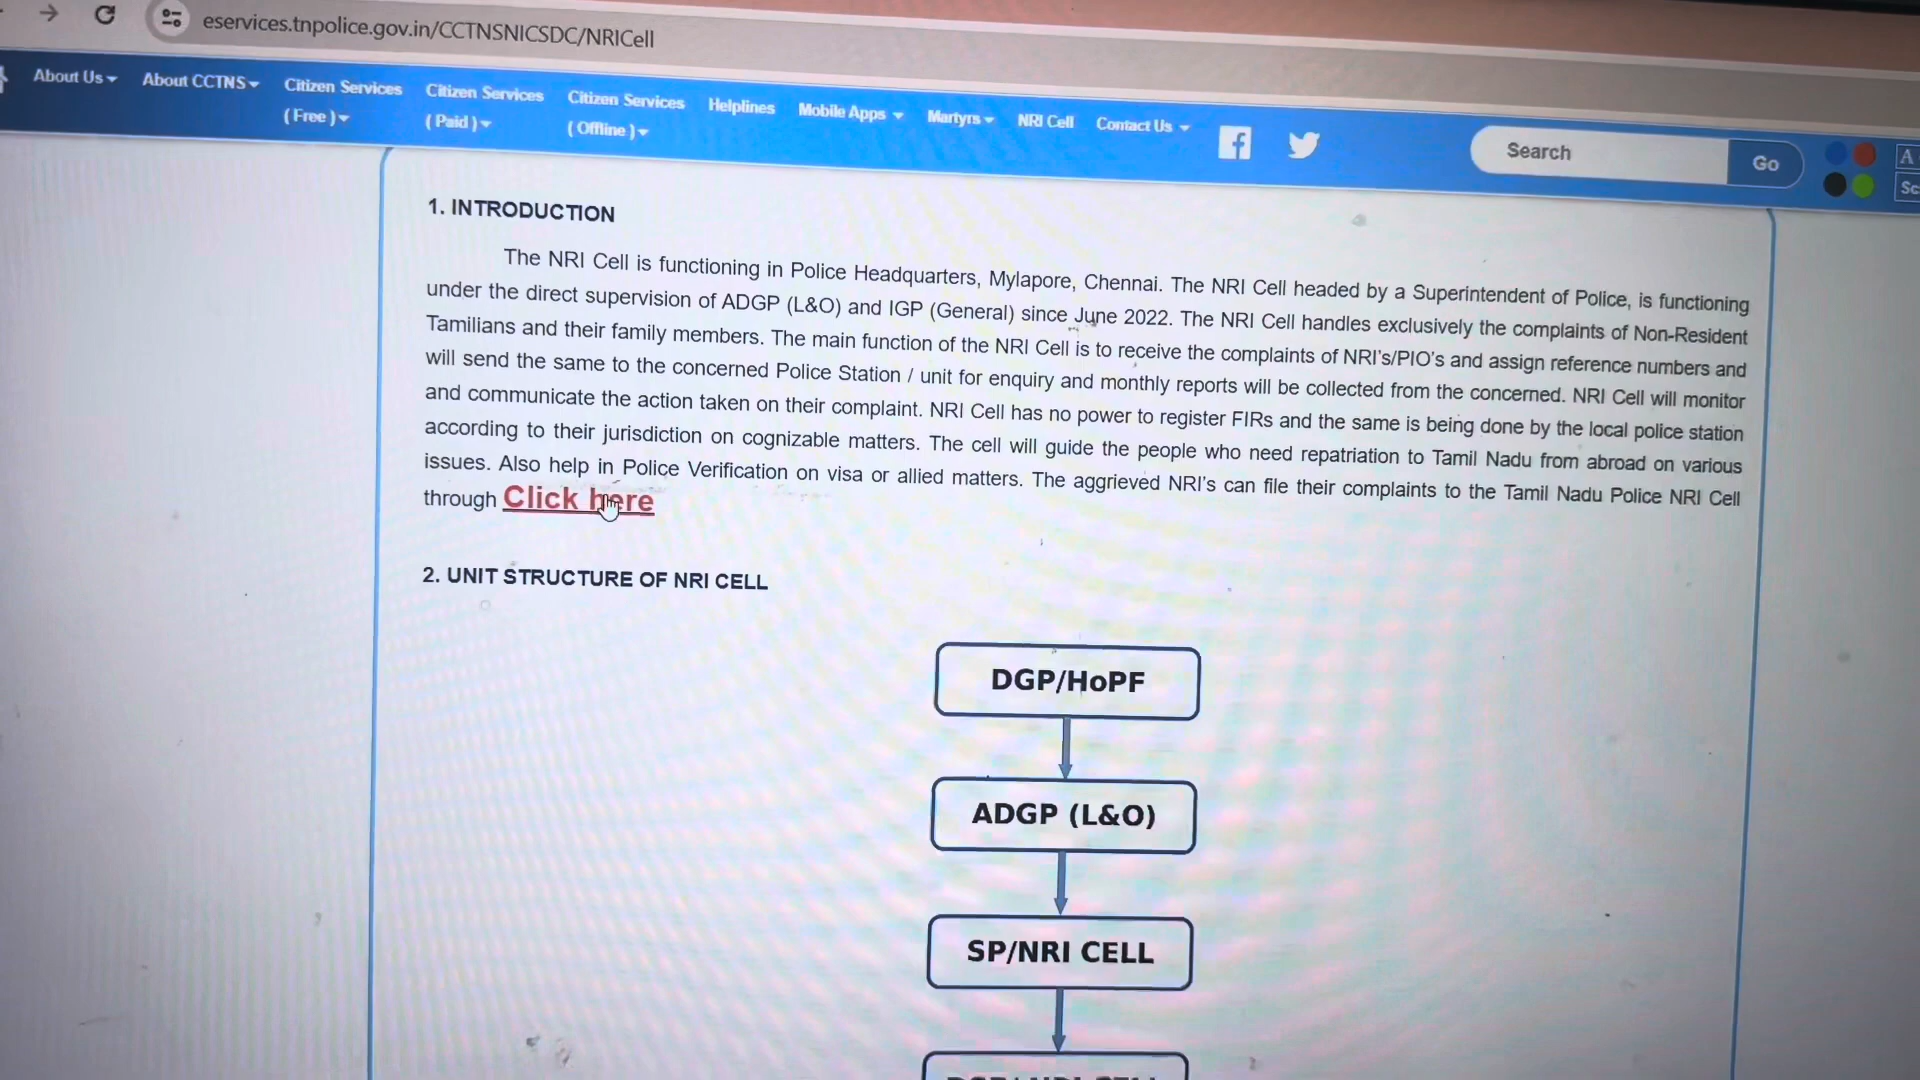 eservices.tnpolice.gov.in/CCTNSNICSDC/NRICell
About Us
About CCTNS
Citizen Services
(Free)
Citizen Services
(Paid)
Citizen Services
(Offline)
Helplines
Mobile Apps
Martyrs
NRI Cell
Contact Us
Search
Go
A
1. INTRODUCTION
The NRI Cell is functioning in Police Headquarters, Mylapore, Chennai. The NRI Cell headed by a Superintendent of Police, is functioning
under the direct supervision of ADGP (L&O) and IGP (General) since June 2022. The NRI Cell handles exclusively the complaints of Non-Resident
Tamilians and their family members. The main function of the NRI Cell is to receive the complaints of NRI's/PIO's and assign reference numbers and
will send the same to the concerned Police Station / unit for enquiry and monthly reports will be collected from the concerned. NRI Cell will monitor
and communicate the action taken on their complaint. NRI Cell has no power to register FIRs and the same is being done by the local police station
according to their jurisdiction on cognizable matters. The cell will guide the people who need repatriation to Tamil Nadu from abroad on various
issues. Also help in Police Verification on visa or allied matters. The aggrieved NRI's can file their complaints to the Tamil Nadu Police NRI Cell
through Click here
2. UNIT STRUCTURE OF NRI CELL
DGP/HoPF
ADGP (L&O)
SP/NRI CELL